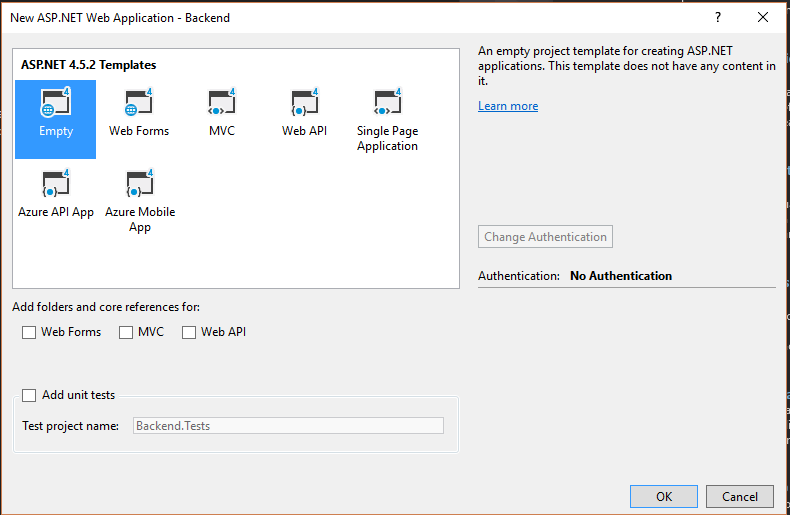 New ASP.NET Web Application - Backend
?
ASP.NET 4.5.2 Templates
4
Empty
4
Web Forms
4
MVC
4
Web API
4
Single Page
Application
4
Azure API App
4
Azure Mobile
App
An empty project template for creating ASP.NET
applications. This template does not have any content in
it.
Learn more
Change Authentication
Authentication: No Authentication
Add folders and core references for:
Web Forms MVC Web API
Add unit tests
Test project name: Backend.Tests
OK Cancel